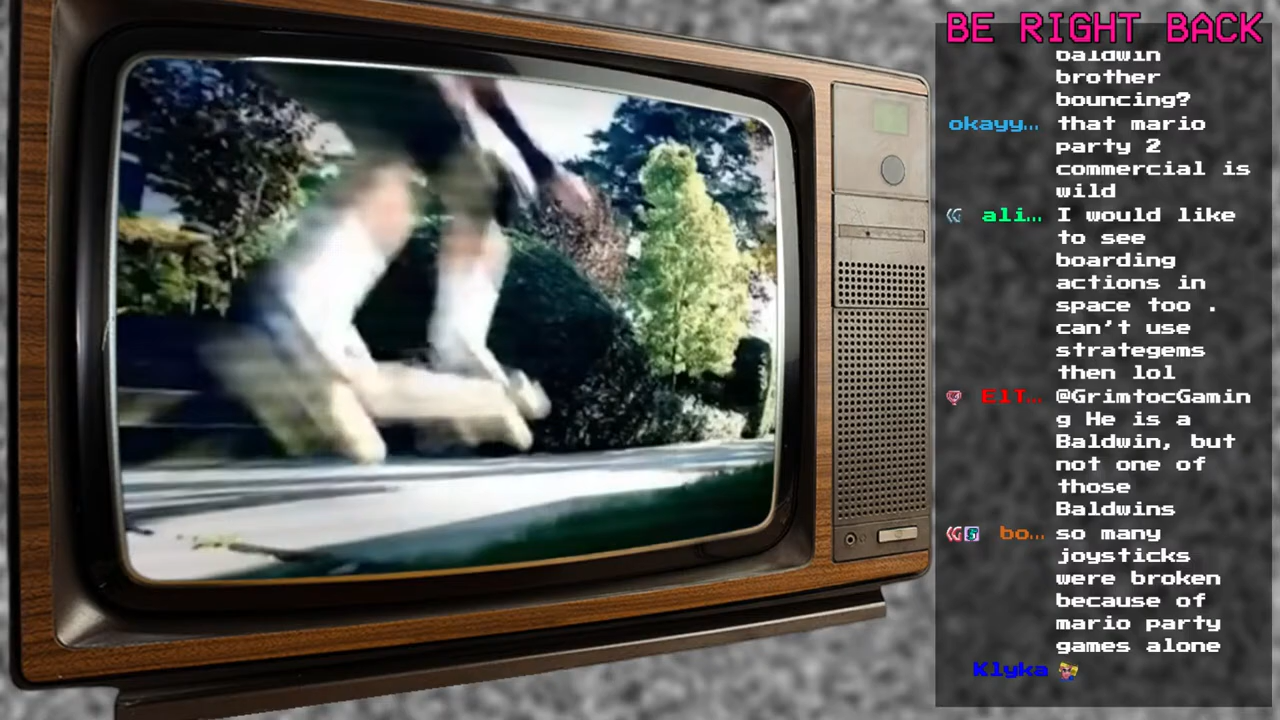 BE RIGHT BACK
baldwin
brother
bouncing?
okayy... that mario
party 2
commercial is
wild
ali... I would like
to see
boarding
actions in
space too .
can't use
strategems
then lol
ElT... @GrimtocGamin
g He is a
Baldwin, but
not one of
those
Baldwins
bo... so many
joysticks
were broken
because of
mario party
games alone
Klyka